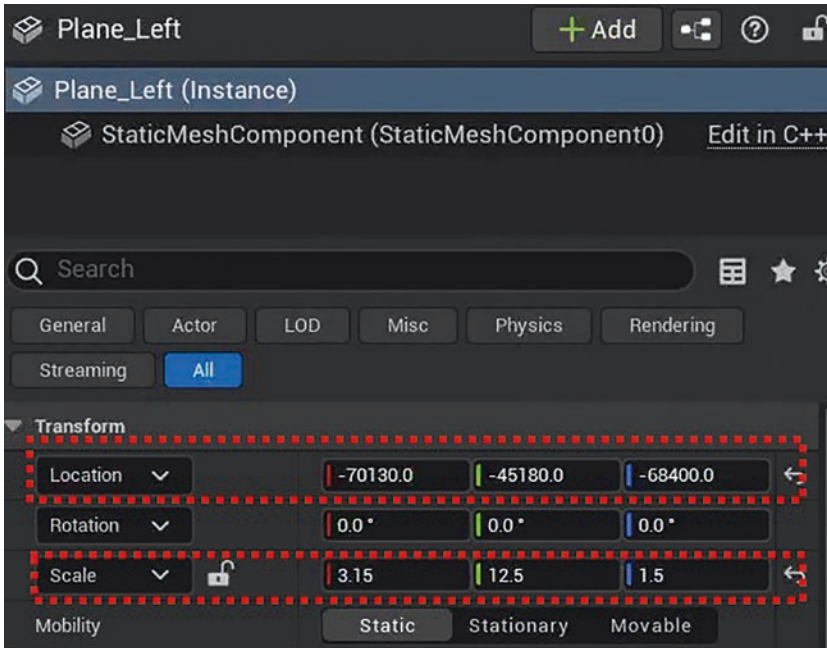 Plane_Left
Add
Plane_Left (Instance)
StaticMeshComponent (StaticMeshComponent0) Edit in C++
Search
General Actor LOD Misc Physics Rendering
Streaming All
Transform
Location -70130.0 -45180.0 -68400.0
Rotation 0.0° 0.0° 0.0°
Scale 3.15 12.5 1.5
Mobility Static Stationary Movable